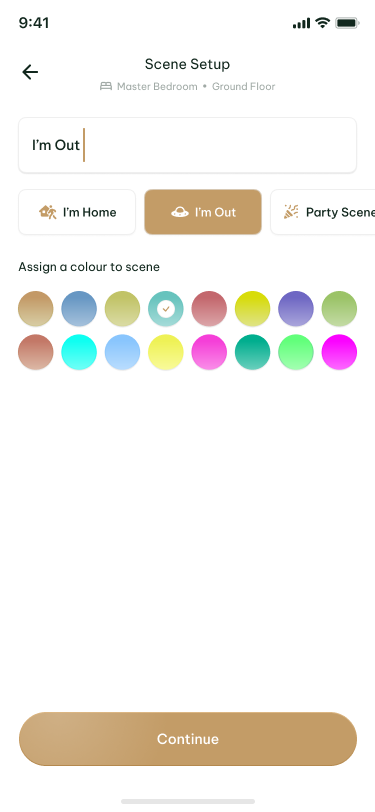 9:41
Scene Setup
Master Bedroom • Ground Floor
I'm Out
I'm Home I'm Out Party Scene
Assign a colour to scene
Continue